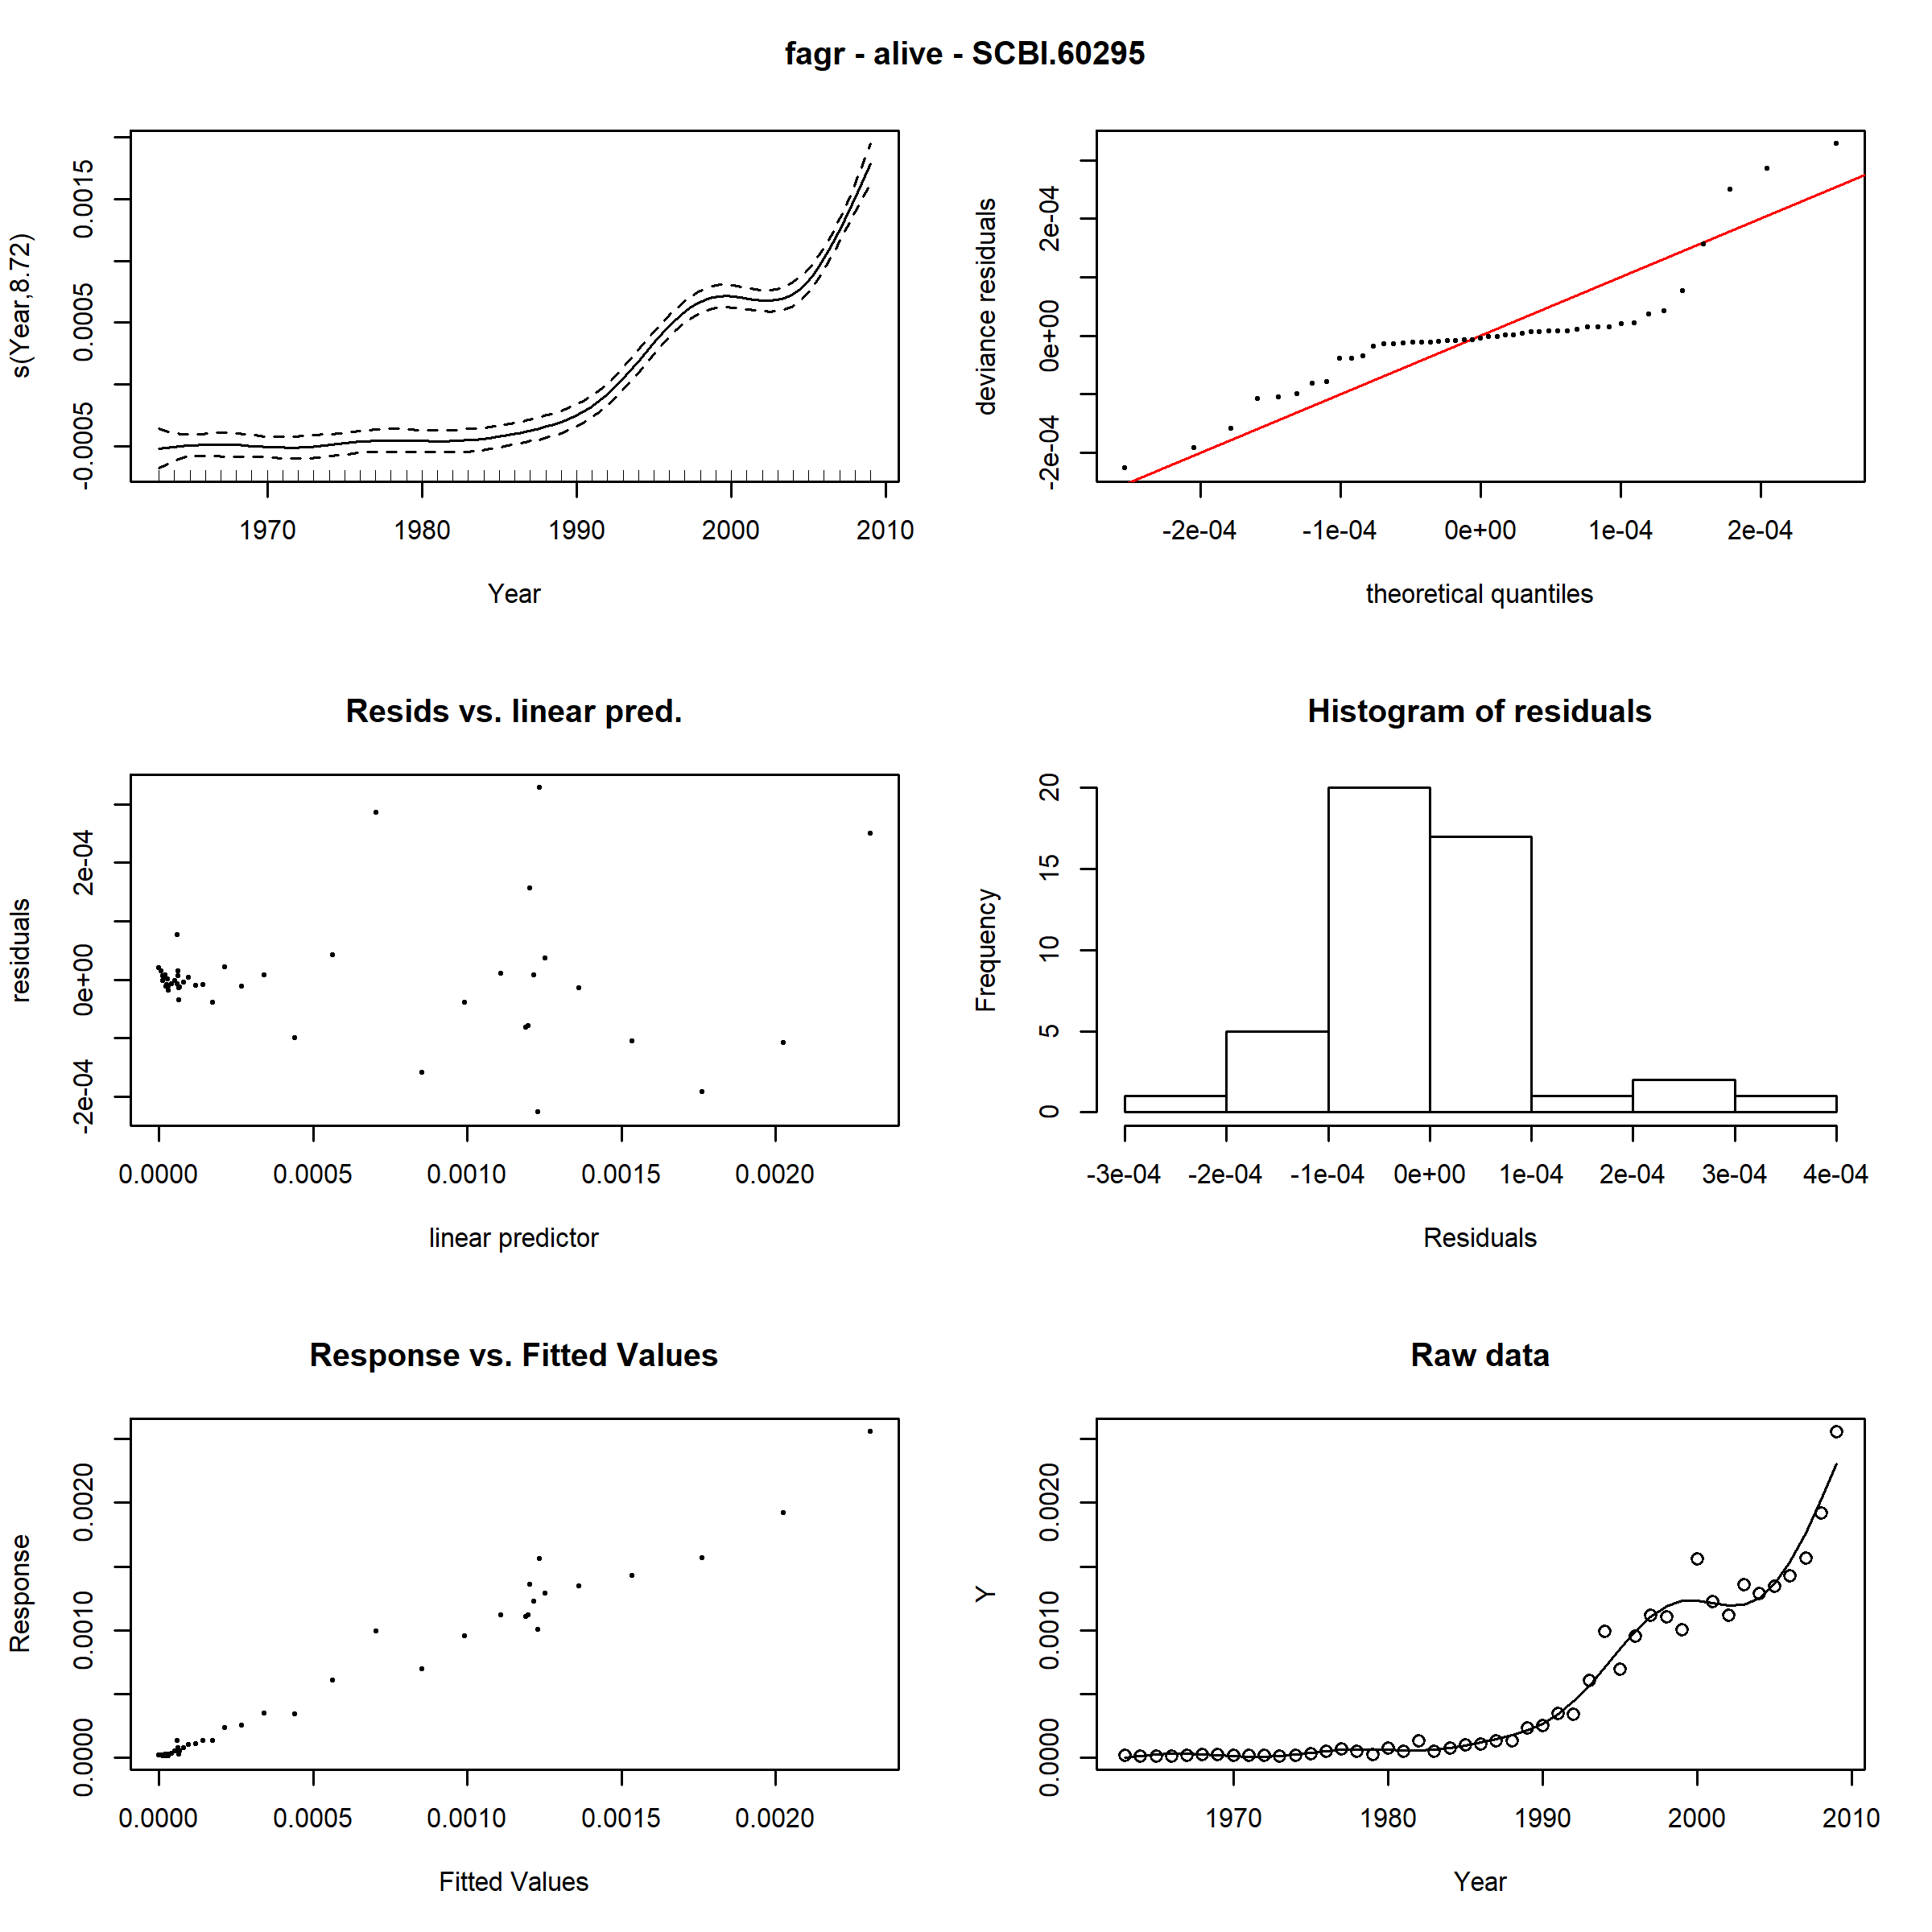 fagr - alive - SCBI.60295
s(Year,8.72)
-0.0005 0.0005 0.0015
1970 1980 1990 2000 2010
Year
deviance residuals
-2e-04 0e+00 2e-04
-2e-04 -1e-04 0e+00 1e-04 2e-04
theoretical quantiles
Resids vs. linear pred.
residuals
-2e-04 0e+00 2e-04
0.0000 0.0005 0.0010 0.0015 0.0020
linear predictor
Histogram of residuals
Frequency
0 5 10 15 20
-3e-04 -2e-04 -1e-04 0e+00 1e-04 2e-04 3e-04 4e-04
Residuals
Response vs. Fitted Values
Response
0.0000 0.0010 0.0020
0.0000 0.0005 0.0010 0.0015 0.0020
Fitted Values
Raw data
Y
0.0000 0.0010 0.0020
1970 1980 1990 2000 2010
Year